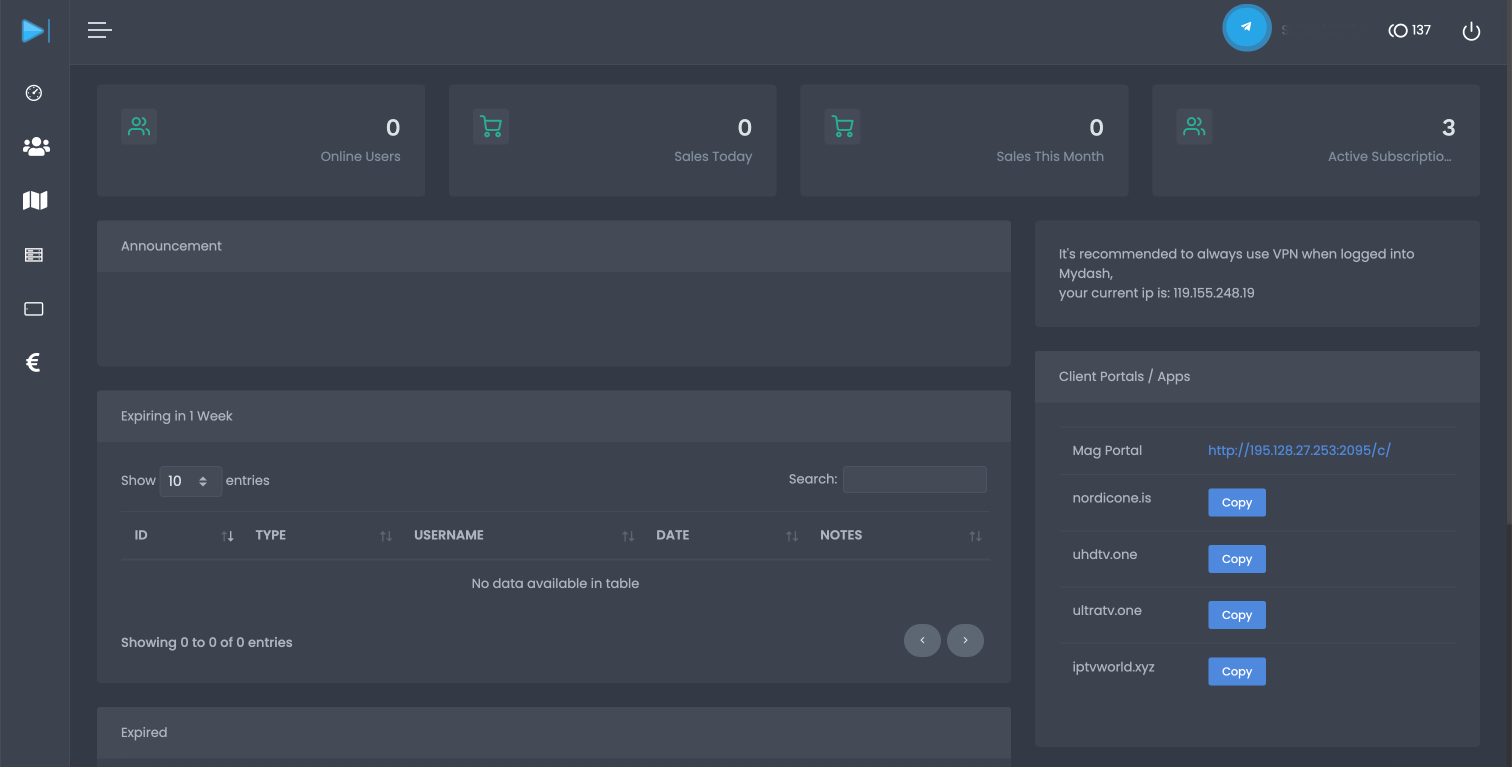 137
0
Online Users
0
Sales Today
0
Sales This Month
3
Active Subscriptio...
Announcement
It's recommended to always use VPN when logged into
Mydash,
your current ip is: 119.155.248.19
Client Portals / Apps
Mag Portal http://195.128.27.253:2095/c/
nordicone.is Copy
uhdtv.one Copy
ultratv.one Copy
iptvworld.xyz Copy
Expiring in 1 Week
Show 10 entries Search:
ID TYPE USERNAME DATE NOTES
No data available in table
Showing 0 to 0 of 0 entries
Expired